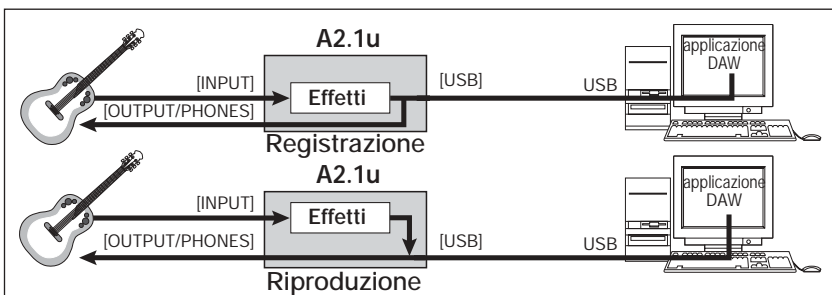 A2.1u
applicazione
DAW
[INPUT]
[USB]
USB
Effetti
[OUTPUT/PHONES]
Registrazione
A2.1u
applicazione
DAW
[INPUT]
Effetti
[OUTPUT/PHONES]
[USB]
USB
Riproduzione